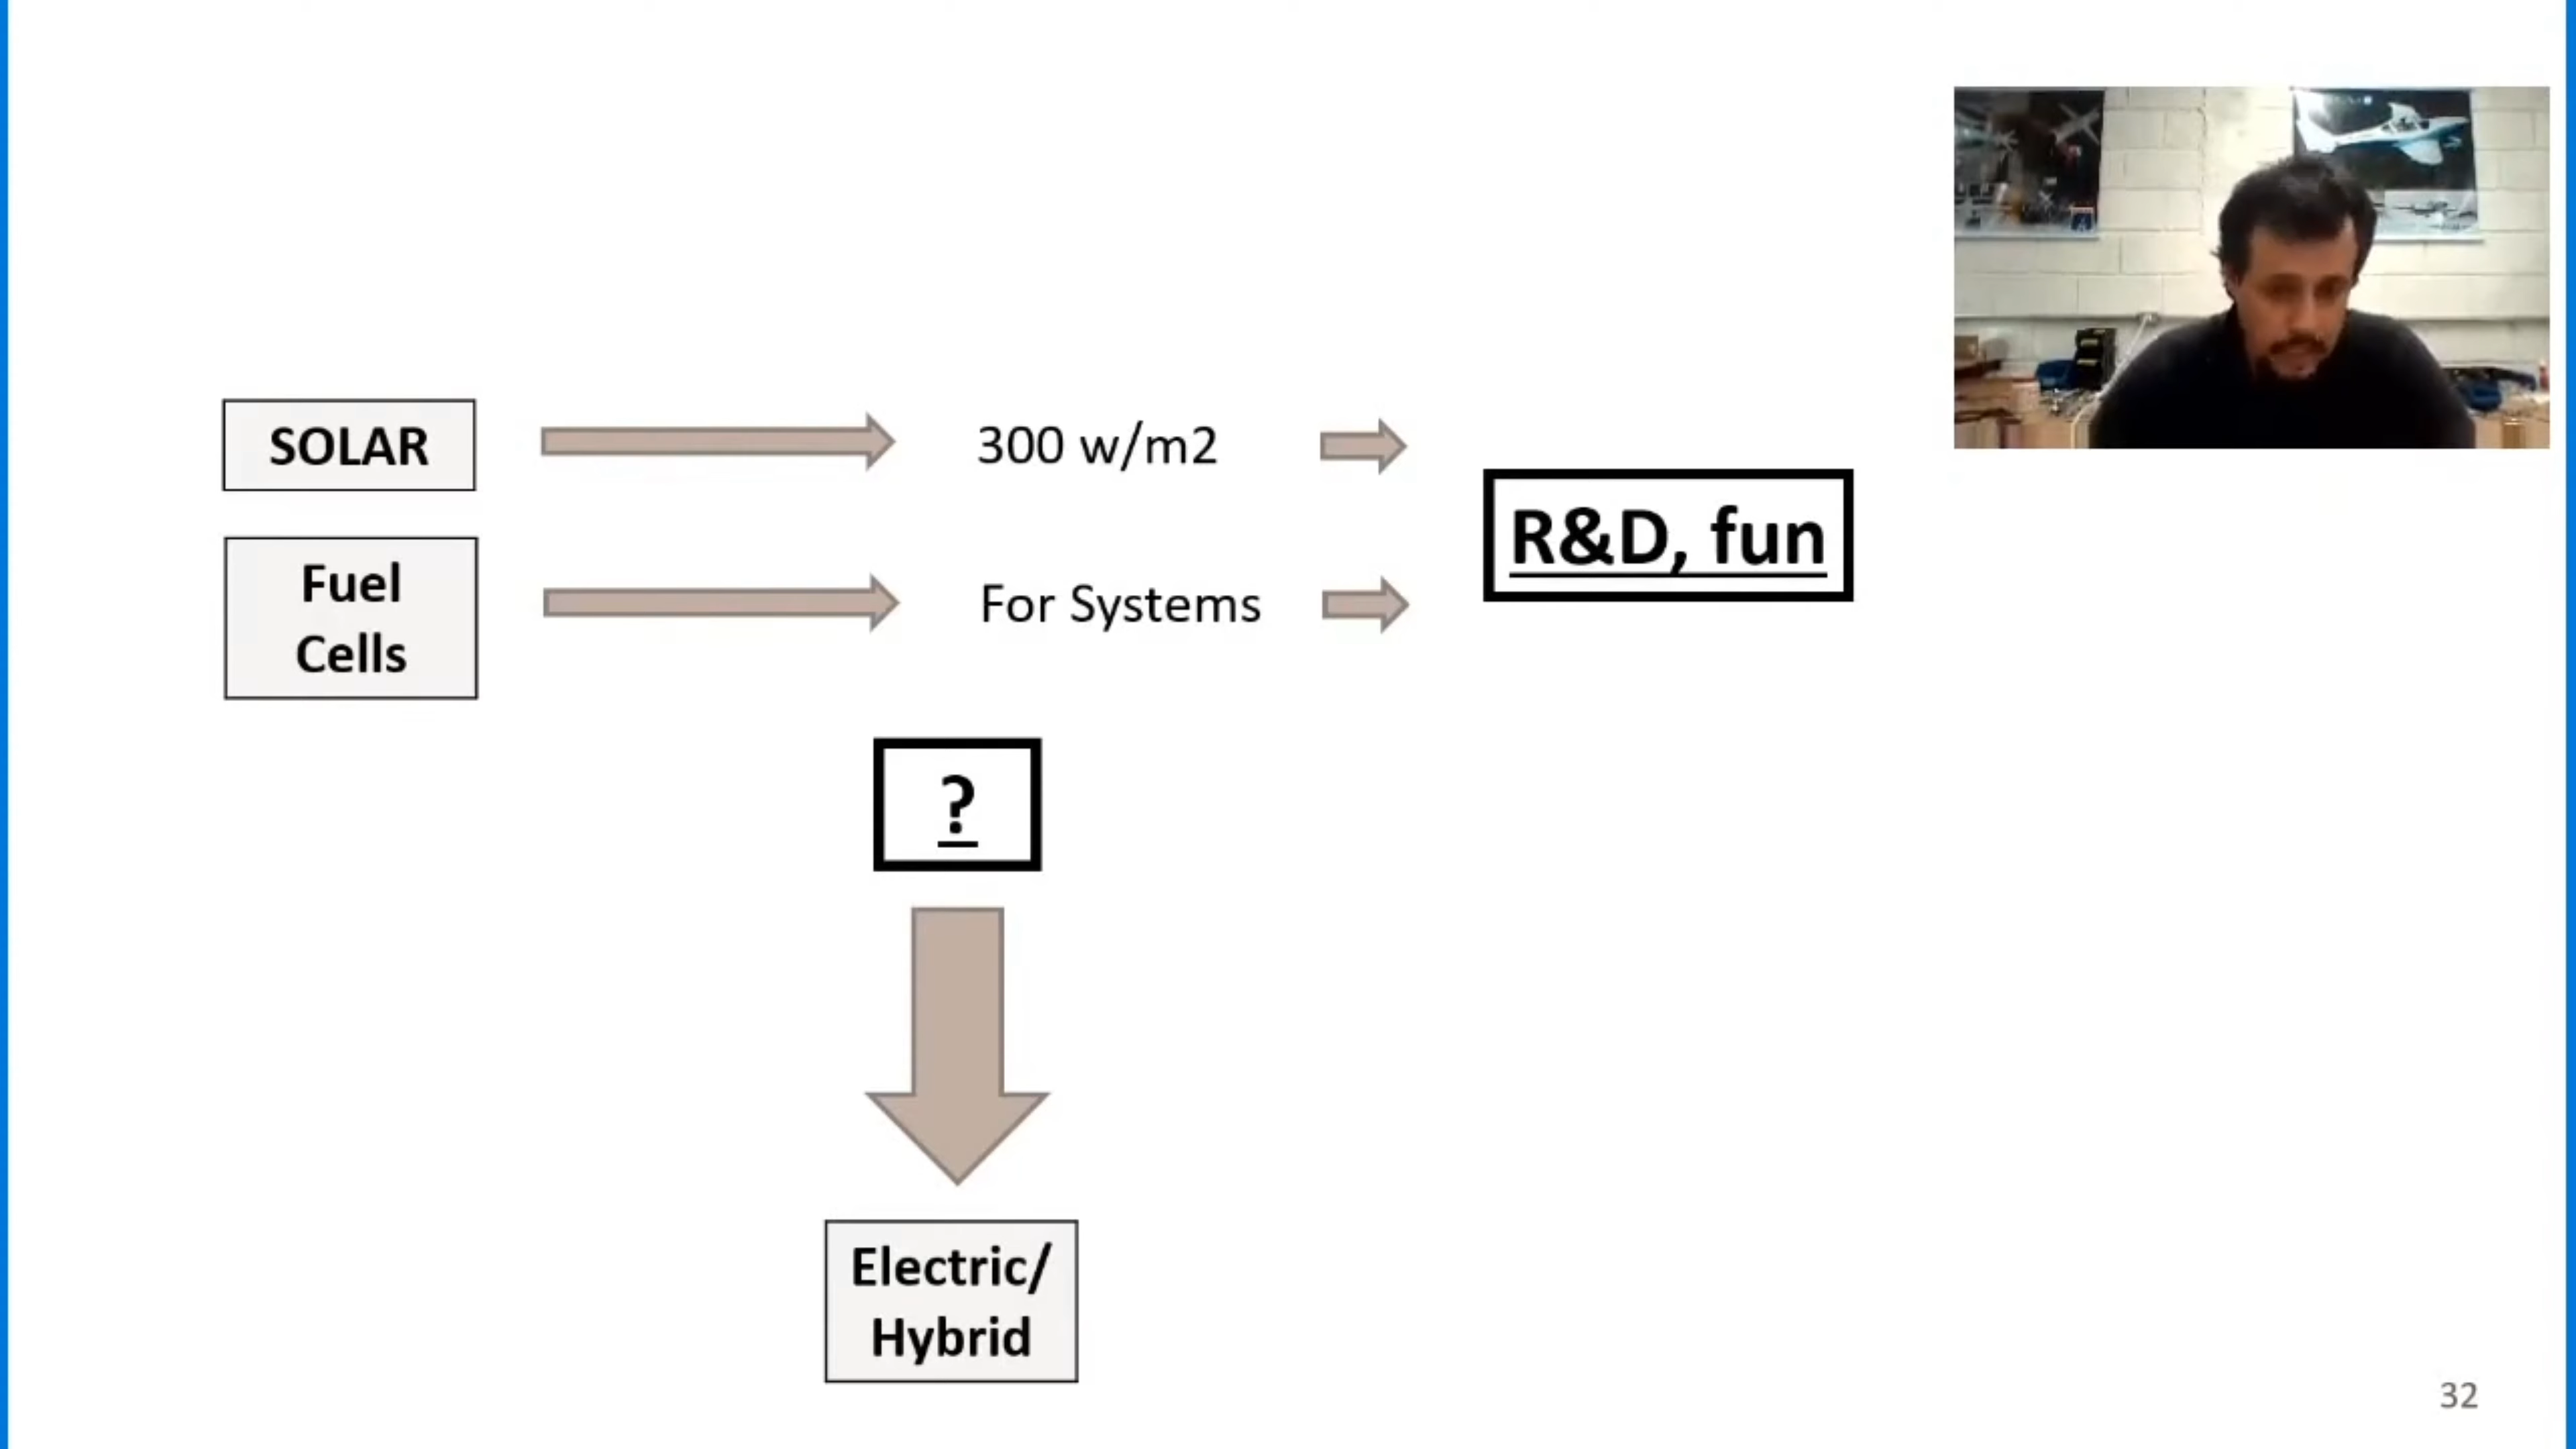 SOLAR
300 w/m2
R&D, fun
Fuel
Cells
For Systems
?
Electric/
Hybrid
32